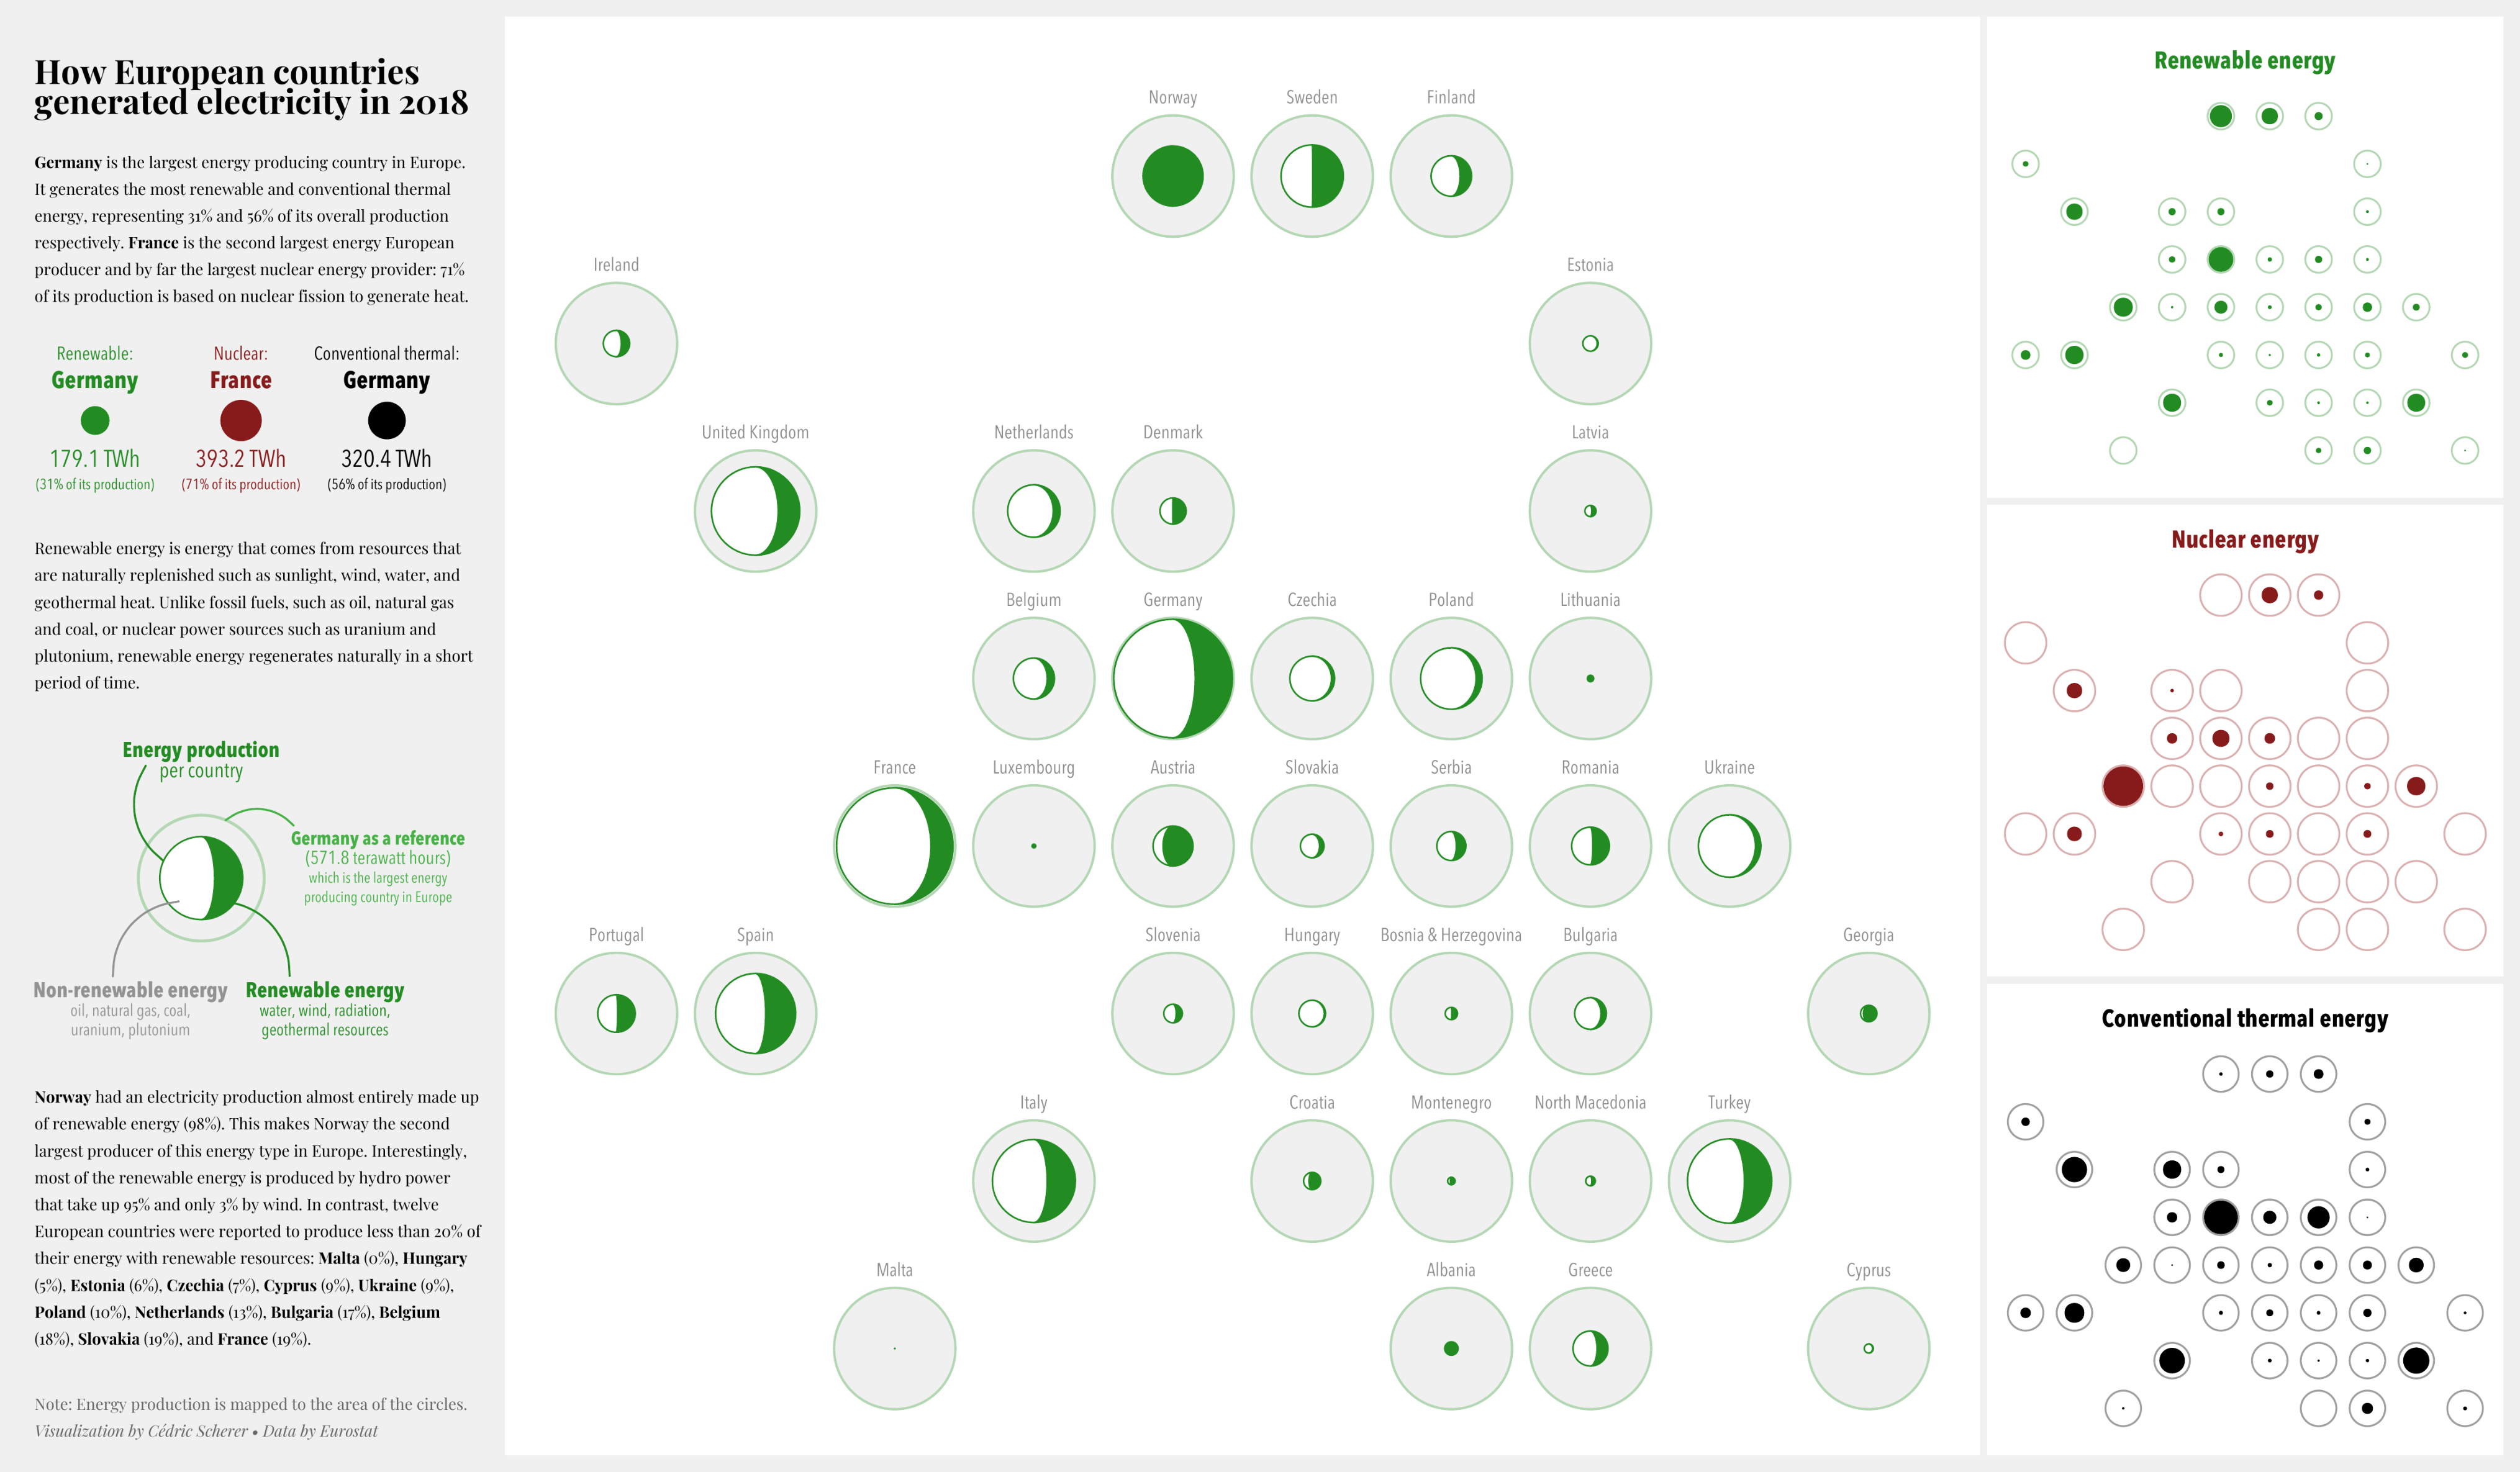 How European countries
generated electricity in 2018
Germany is the largest energy producing country in Europe.
It generates the most renewable and conventional thermal
energy, representing 31% and 56% of its overall production
respectively. France is the second largest energy European
producer and by far the largest nuclear energy provider: 71%
of its production is based on nuclear fission to generate heat.
Renewable:
Germany
179.1 TWh
(31% of its production)
Nuclear:
France
393.2 TWh
(71% of its production)
Conventional thermal:
Germany
320.4 TWh
(56% of its production)
Renewable energy is energy that comes from resources that
are naturally replenished such as sunlight, wind, water, and
geothermal heat. Unlike fossil fuels, such as oil, natural gas
and coal, or nuclear power sources such as uranium and
plutonium, renewable energy regenerates naturally in a short
period of time.
Energy production
per country
Germany as a reference
(571.8 terawatt hours)
which is the largest energy
producing country in Europe
Non-renewable energy
oil, natural gas, coal,
uranium, plutonium
Renewable energy
water, wind, radiation,
geothermal resources
Norway had an electricity production almost entirely made up
of renewable energy (98%). This makes Norway the second
largest producer of this energy type in Europe. Interestingly,
most of the renewable energy is produced by hydro power
that take up 95% and only 3% by wind. In contrast, twelve
European countries were reported to produce less than 20% of
their energy with renewable resources: Malta (0%), Hungary
(5%), Estonia (6%), Czechia (7%), Cyprus (9%), Ukraine (9%),
Poland (10%), Netherlands (13%), Bulgaria (17%), Belgium
(18%), Slovakia (19%), and France (19%).
Note: Energy production is mapped to the area of the circles.
Visualization by Cédric Scherer • Data by Eurostat
Norway
Sweden
Finland
Ireland
Estonia
United Kingdom
Netherlands
Denmark
Latvia
Belgium
Germany
Czechia
Poland
Lithuania
France
Luxembourg
Austria
Slovakia
Serbia
Romania
Ukraine
Portugal
Spain
Slovenia
Hungary
Bosnia & Herzegovina
Bulgaria
Georgia
Italy
Croatia
Montenegro
North Macedonia
Turkey
Malta
Albania
Greece
Cyprus
Renewable energy
Nuclear energy
Conventional thermal energy